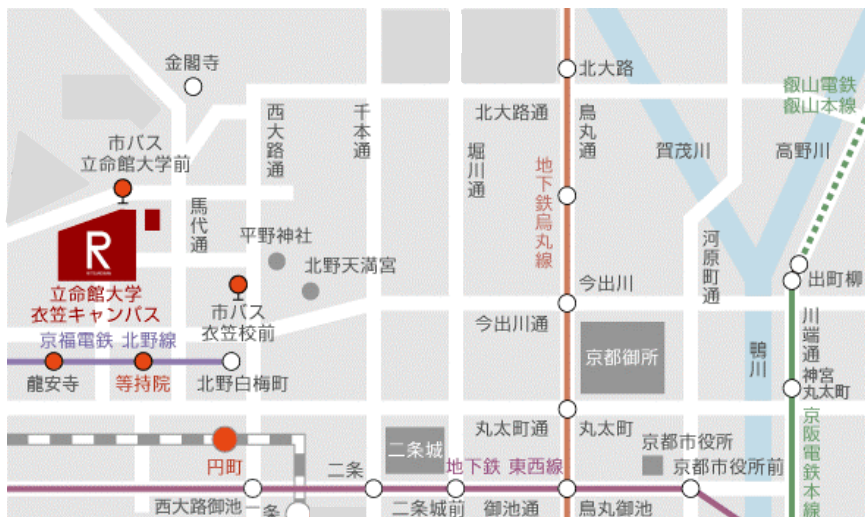 北大路
金閣寺
叡山電鉄
叡山本線
西大路通
千本通
北大路通
烏丸通
市バス
立命館大学前
堀川通
賀茂川
高野川
地下鉄烏丸線
馬代通
R
平野神社
河原町通
北野天満宮
今出川
出町柳
立命館大学
衣笠キャンパス
市バス
衣笠校前
今出川通
川端通
京福電鉄 北野線
京都御所
鴨川
龍安寺
等持院
北野白梅町
神宮
丸太町
丸太町通
丸太町
京阪電鉄本線
円町
二条城
京都市役所
二条
地下鉄 東西線
京都市役所前
西大路御池
二条
二条城前
御池通
烏丸御池